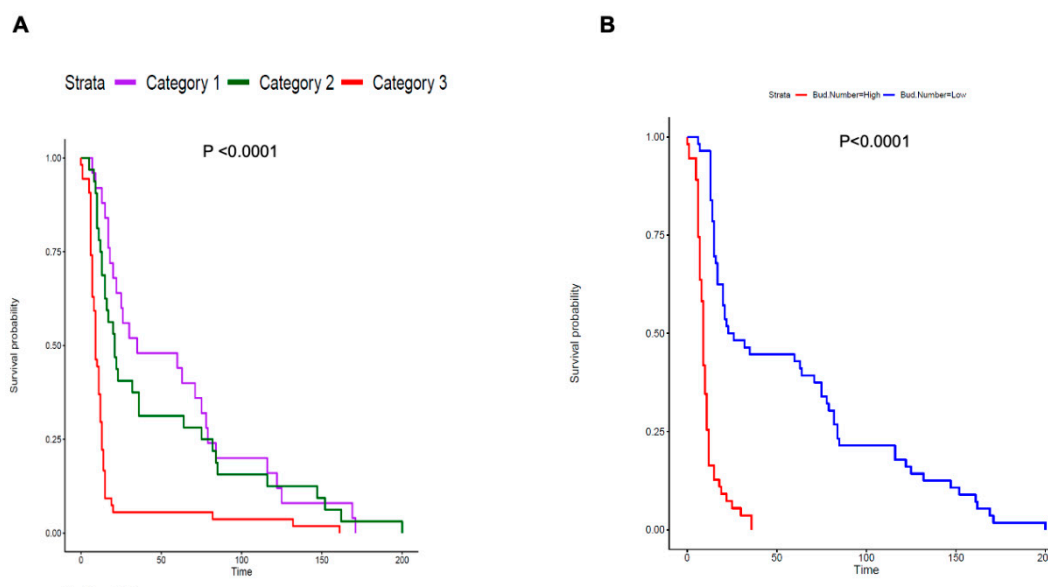 A
B
Strata Category 1 Category 2 Category 3
Strata Bud.Number=High Bud.Number=Low
P <0.0001
P<0.0001
Survival probability
1.00
0.75
0.50
0.25
0.00
0 50 100 150 200
Time
Survival probability
1.00
0.75
0.50
0.25
0.00
0 50 100 150 200
Time